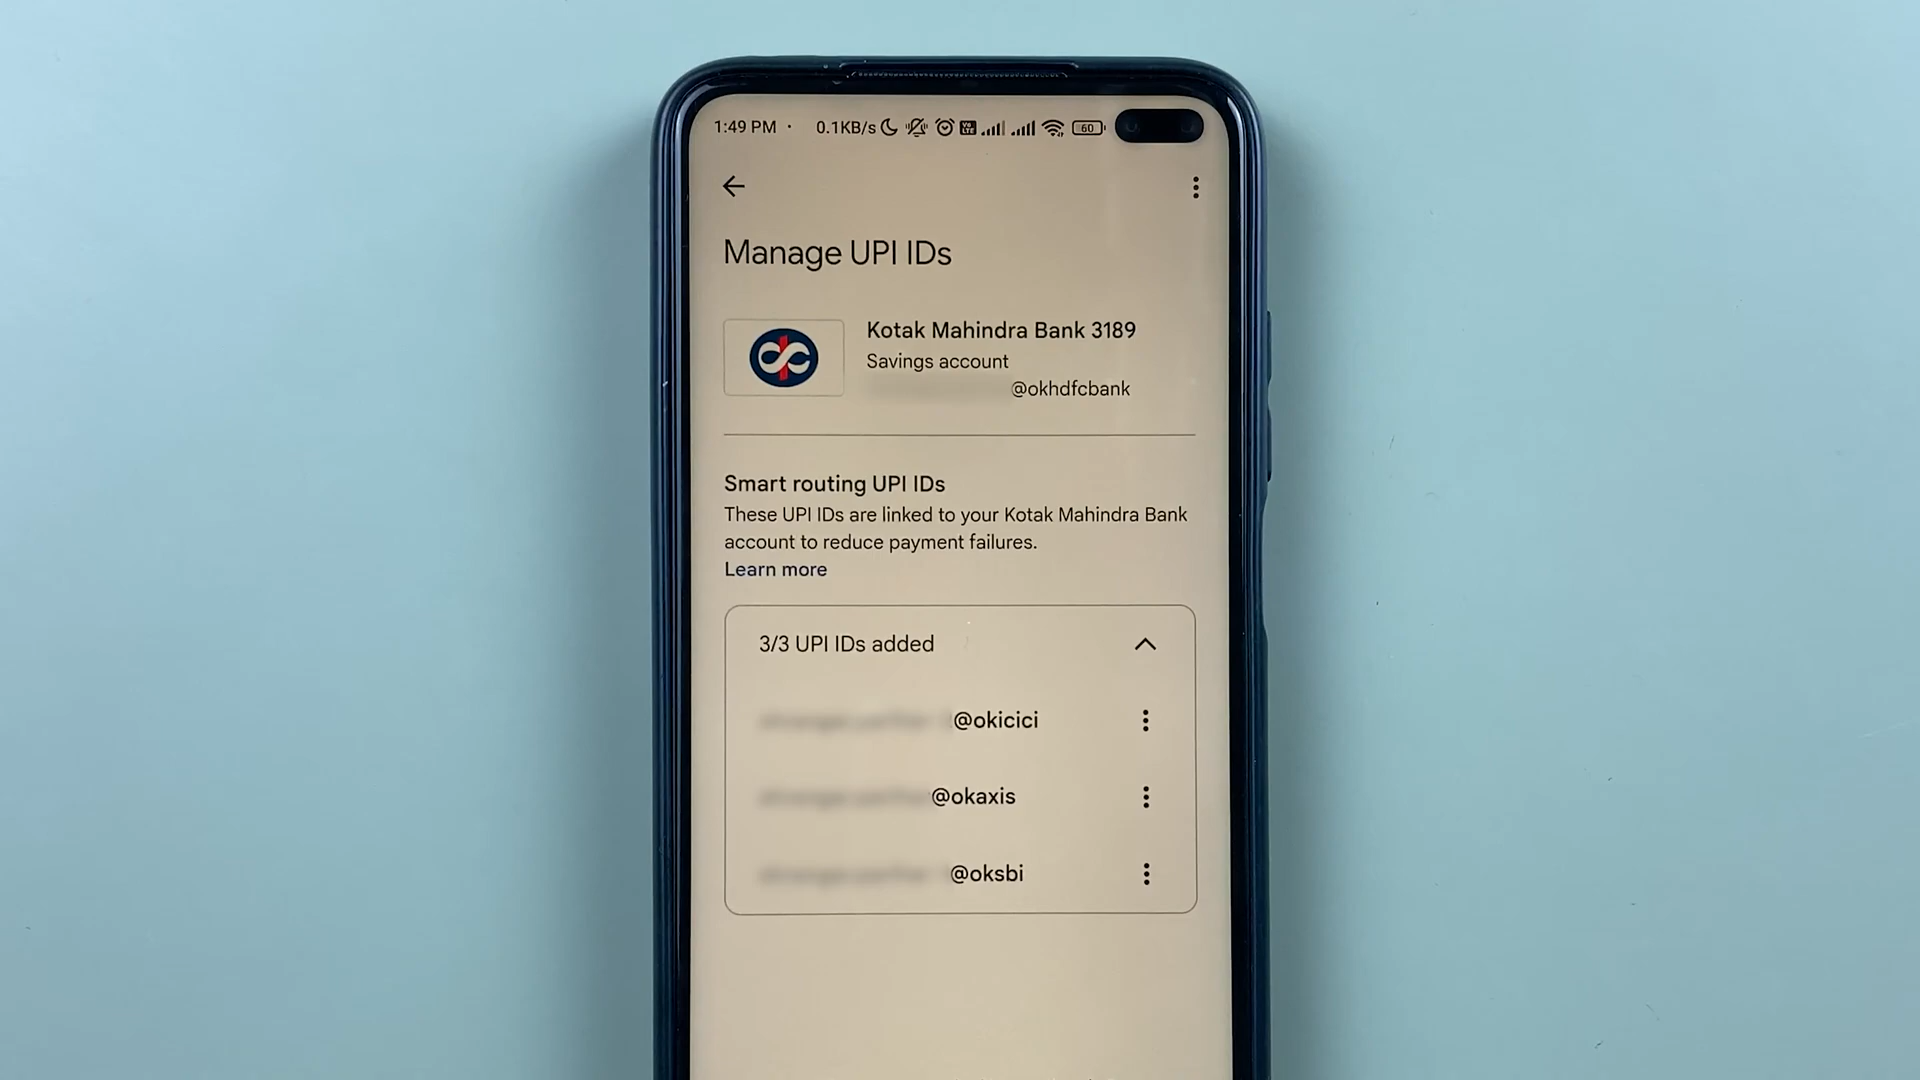 1:49 PM · 0.1KB/s 60
Manage UPI IDs
Kotak Mahindra Bank 3189
Savings account
@okhdfcbank
Smart routing UPI IDs
These UPI IDs are linked to your Kotak Mahindra Bank
account to reduce payment failures.
Learn more
3/3 UPI IDs added
@okicici
@okaxis
@oksbi